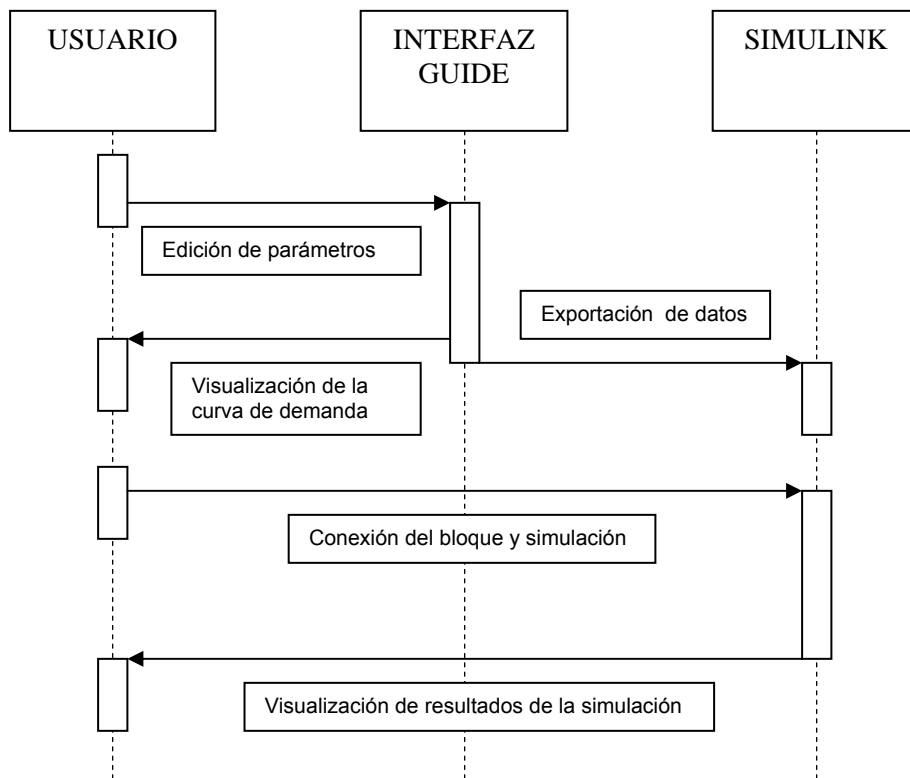 USUARIO
INTERFAZ
GUIDE
SIMULINK
Edición de parámetros
Exportación de datos
Visualización de la
curva de demanda
Conexión del bloque y simulación
Visualización de resultados de la simulación